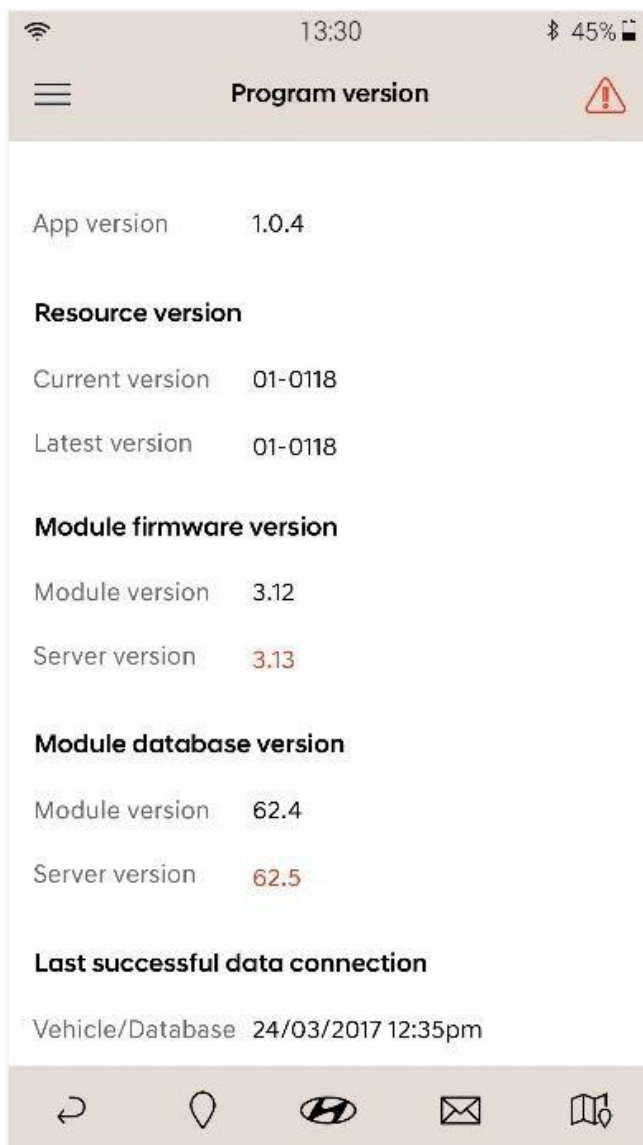 13:30 45%
Program version
App version 1.0.4
Resource version
Current version 01-0118
Latest version 01-0118
Module firmware version
Module version 3.12
Server version 3.13
Module database version
Module version 62.4
Server version 62.5
Last successful data connection
Vehicle/Database 24/03/2017 12:35pm